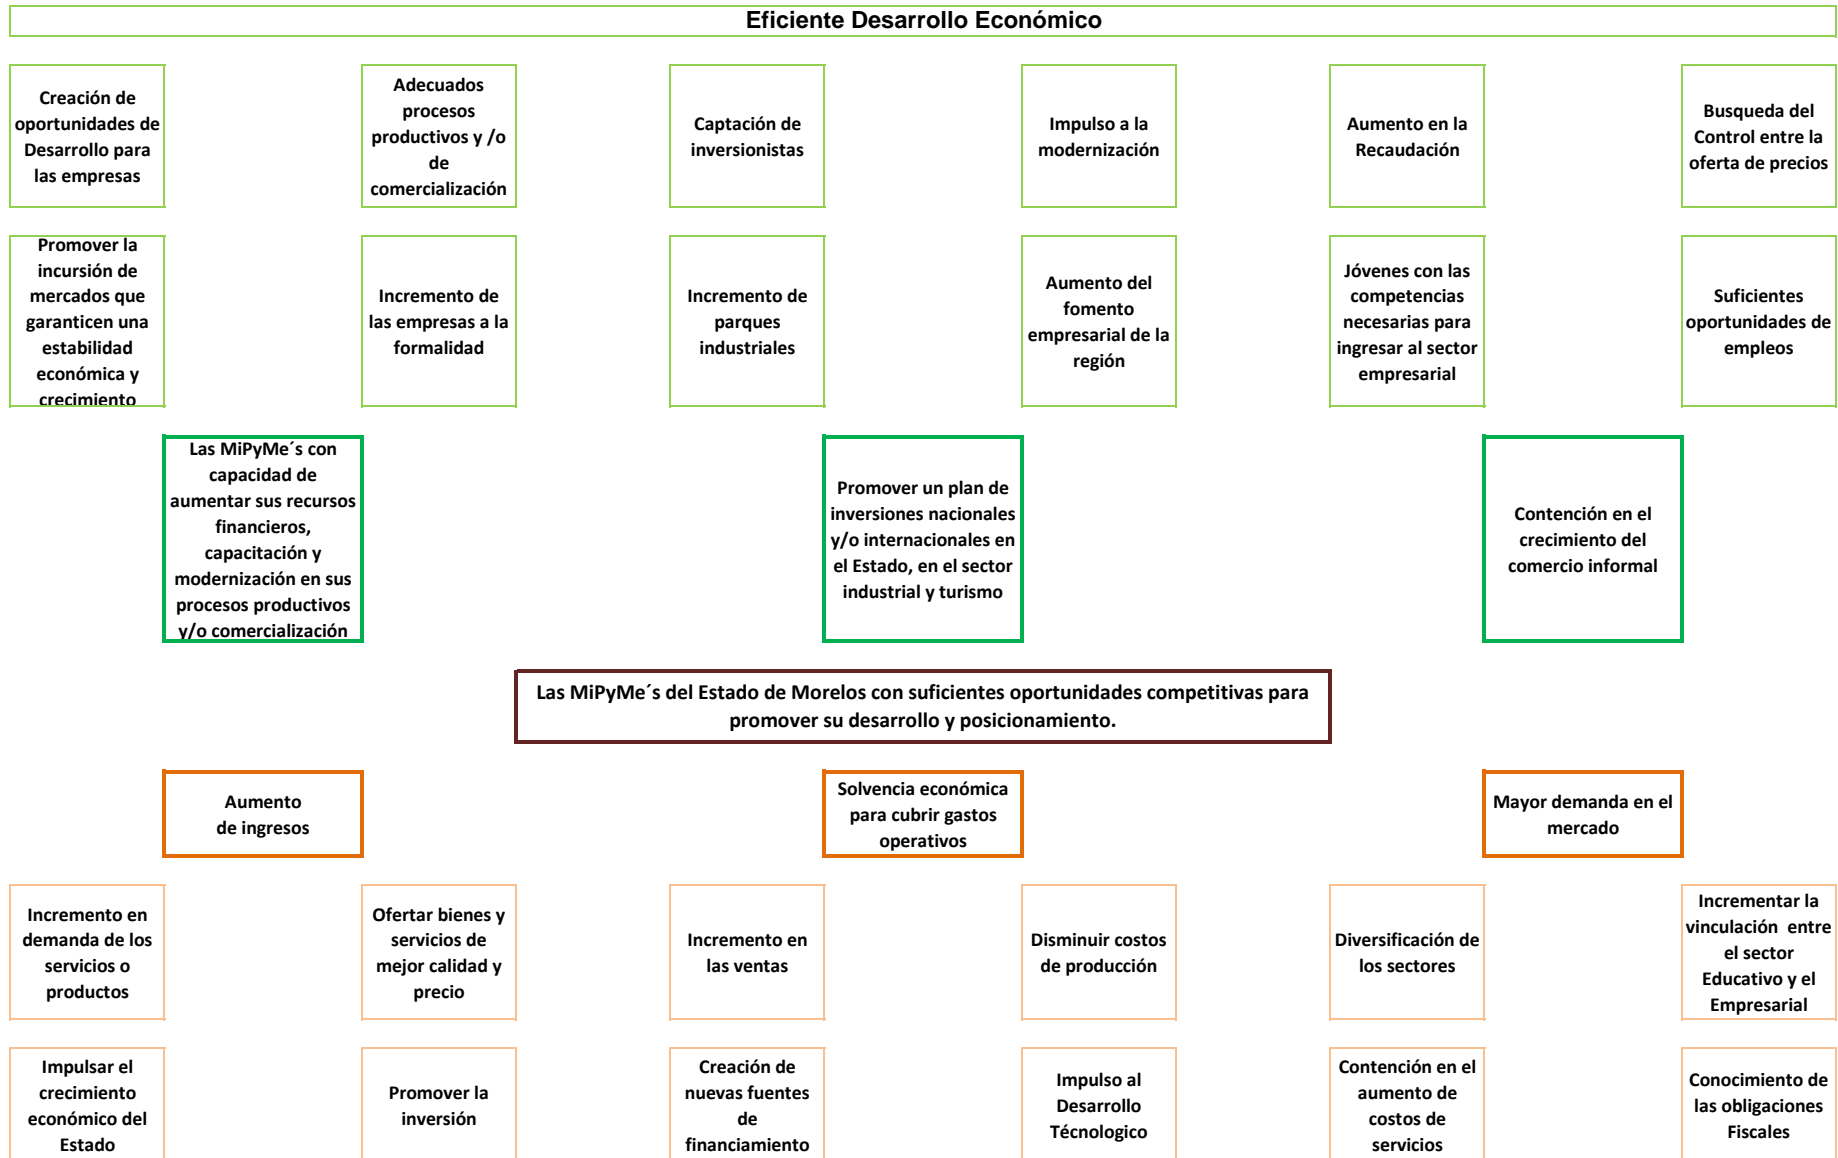 Eficiente Desarrollo Económico
Creación de
oportunidades de
Desarrollo para
las empresas
Adecuados
procesos
productivos y /o
de
comercialización
Captación de
inversionistas
Impulso a la
modernización
Aumento en la
Recaudación
Busqueda del
Control entre la
oferta de precios
Promover la
incursión de
mercados que
garanticen una
estabilidad
económica y
crecimiento
Incremento de
las empresas a la
formalidad
Incremento de
parques
industriales
Aumento del
fomento
empresarial de la
región
Jóvenes con las
competencias
necesarias para
ingresar al sector
empresarial
Suficientes
oportunidades de
empleos
Las MiPyMe´s con
capacidad de
aumentar sus recursos
financieros,
capacitación y
modernización en sus
procesos productivos
y/o comercialización
Promover un plan de
inversiones nacionales
y/o internacionales en
el Estado, en el sector
industrial y turismo
Contención en el
crecimiento del
comercio informal
Las MiPyMe´s del Estado de Morelos con suficientes oportunidades competitivas para
promover su desarrollo y posicionamiento.
Aumento
de ingresos
Solvencia económica
para cubrir gastos
operativos
Mayor demanda en el
mercado
Incremento en
demanda de los
servicios o
productos
Ofertar bienes y
servicios de
mejor calidad y
precio
Incremento en
las ventas
Disminuir costos
de producción
Diversificación de
los sectores
Incrementar la
vinculación  entre
el sector
Educativo y el
Empresarial
Impulsar el
crecimiento
económico del
Estado
Promover la
inversión
Creación de
nuevas fuentes
de
financiamiento
Impulso al
Desarrollo
Técnologico
Contención en el
aumento de
costos de
servicios
Conocimiento de
las obligaciones
Fiscales